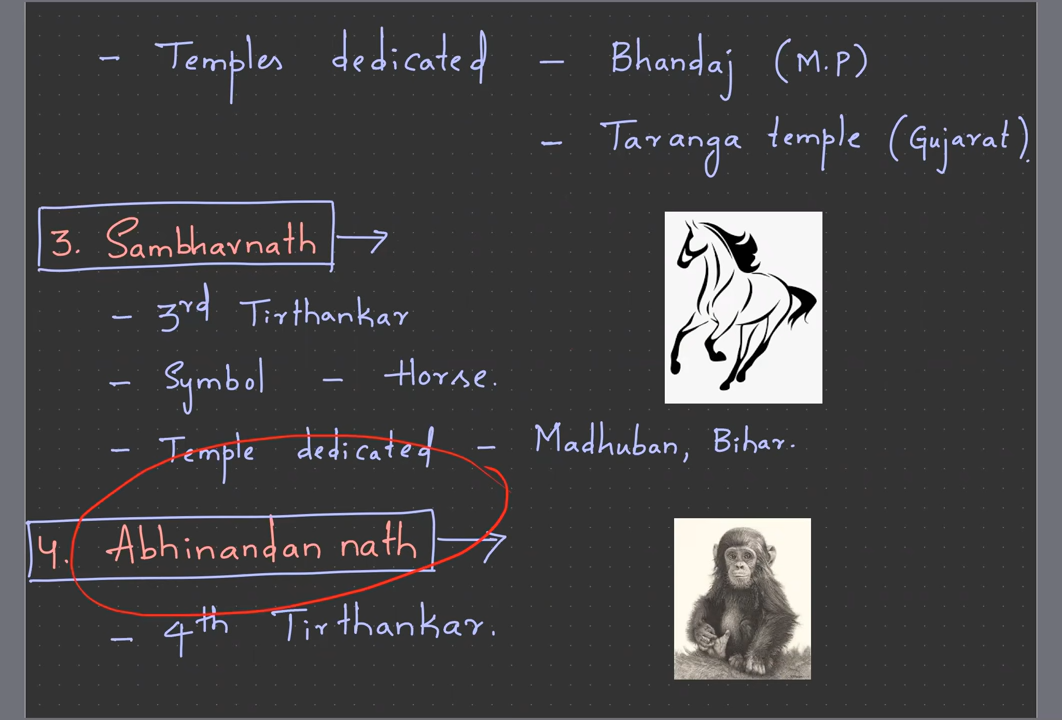 - Temples dedicated - Bhandaj (M.P)
- Taranga temple (Gujarat).
3. Sambhavnath →
- 3rd Tirthankar
- Symbol - Horse.
- Temple dedicated - Madhuban, Bihar.
4. Abhinandan nath →
- 4th Tirthankar.